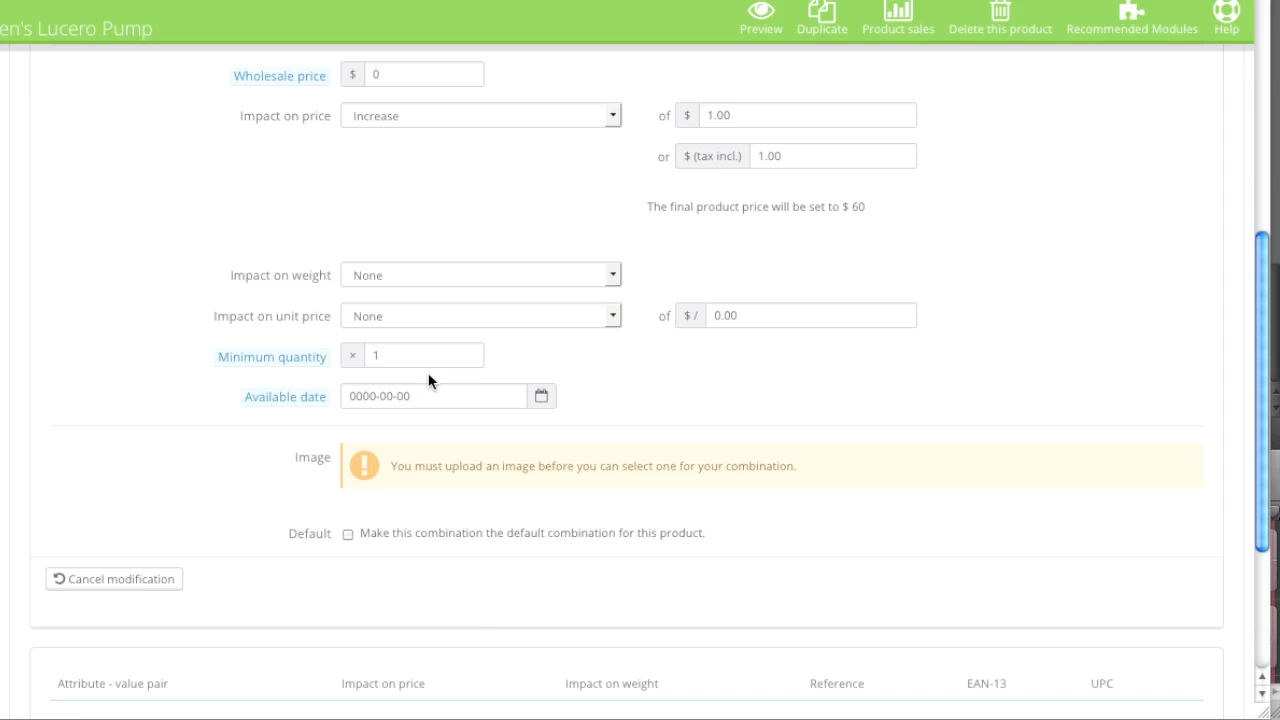 en's Lucero Pump
Preview
Duplicate
Product sales
Delete this product
Recommended Modules
Help
Wholesale price $ 0
Impact on price Increase of $ 1.00
or $ (tax incl.) 1.00
The final product price will be set to $ 60
Impact on weight None
Impact on unit price None of $ / 0.00
Minimum quantity × 1
Available date 0000-00-00
Image You must upload an image before you can select one for your combination.
Default Make this combination the default combination for this product.
Cancel modification
Attribute - value pair Impact on price Impact on weight Reference EAN-13 UPC